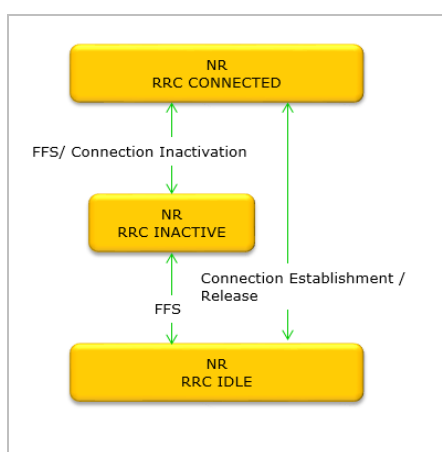 NR
RRC CONNECTED
FFS/ Connection Inactivation
NR
RRC INACTIVE
Connection Establishment /
Release
FFS
NR
RRC IDLE